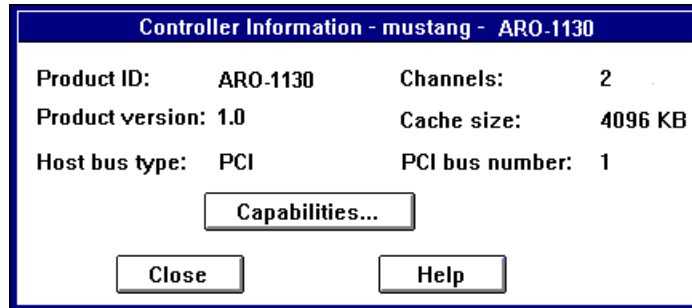 Controller Information - mustang - ARO-1130
Product ID: ARO-1130 Channels: 2
Product version: 1.0 Cache size: 4096 KB
Host bus type: PCI PCI bus number: 1
Capabilities...
Close Help